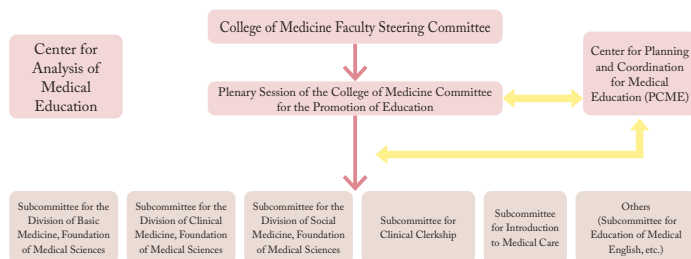 College of Medicine Faculty Steering Committee
Center for
Analysis of
Medical
Education
Center for Planning
and Coordination
for Medical
Education (PCME)
Plenary Session of the College of Medicine Committee
for the Promotion of Education
Subcommittee for the
Division of Basic
Medicine, Foundation
of Medical Sciences
Subcommittee for the
Division of Clinical
Medicine, Foundation
of Medical Sciences
Subcommittee for the
Division of Social
Medicine, Foundation
of Medical Sciences
Subcommittee for
Clinical Clerkship
Subcommittee
for Introduction
to Medical Care
Others
(Subcommittee for
Education of Medical
English, etc.)